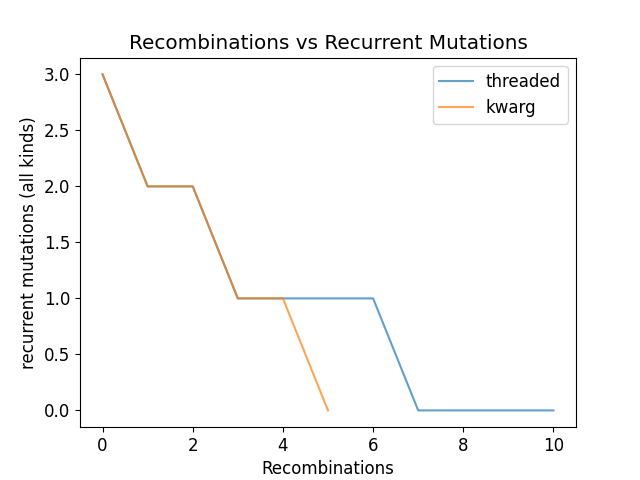 Recombinations vs Recurrent Mutations
threaded
kwarg
recurrent mutations (all kinds)
3.0
2.5
2.0
1.5
1.0
0.5
0.0
0 2 4 6 8 10
Recombinations